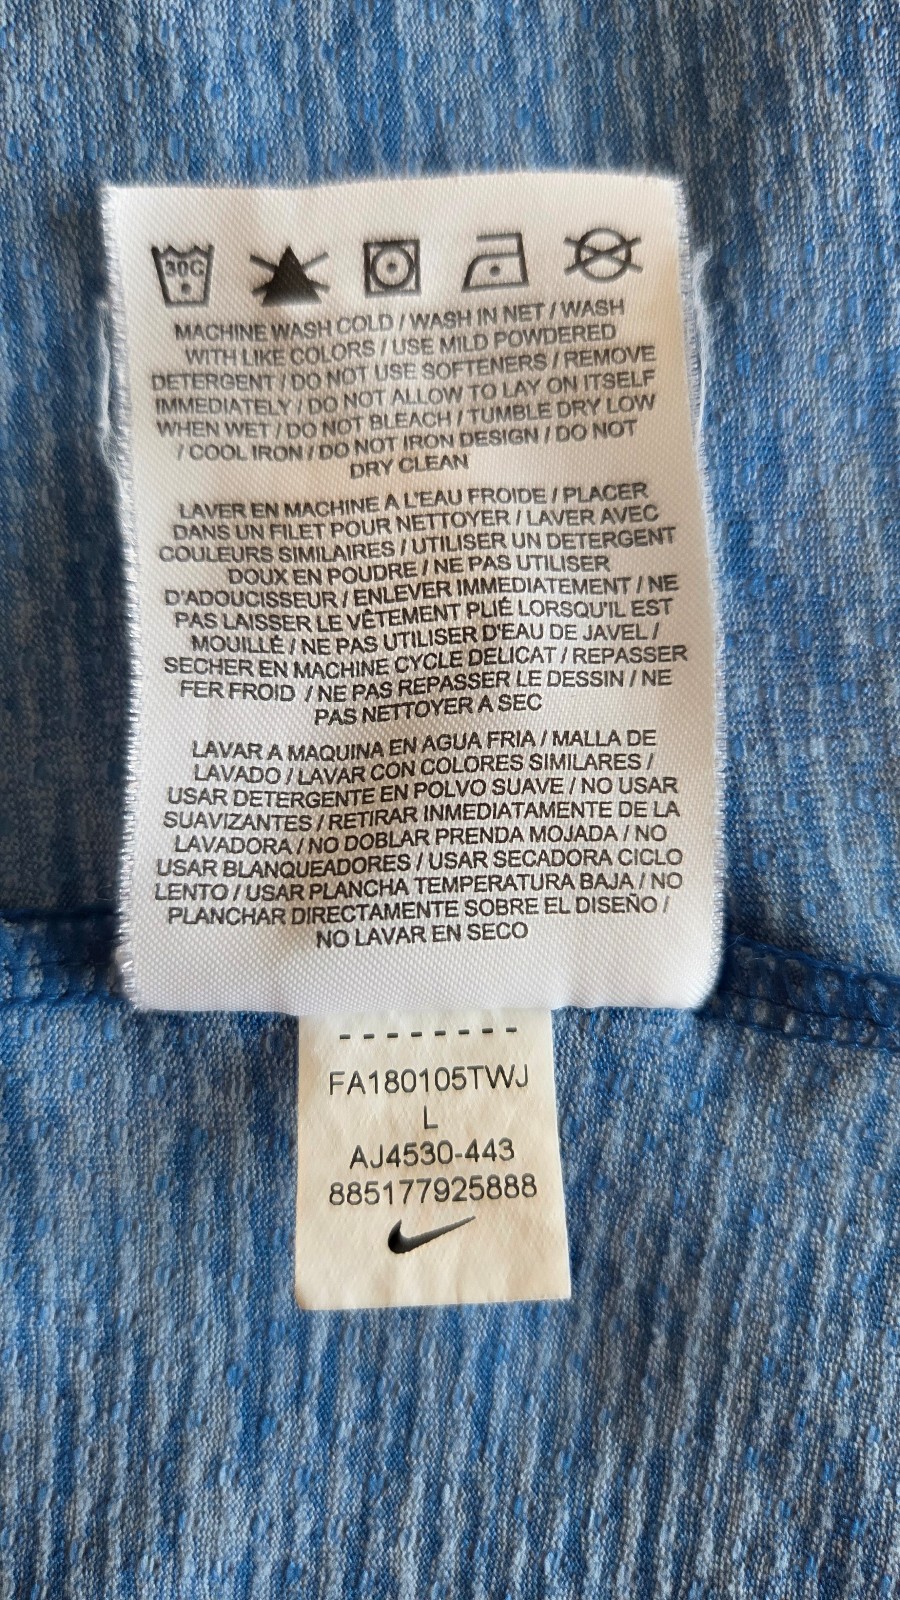 30C
MACHINE WASH COLD / WASH IN NET / WASH
WITH LIKE COLORS / USE MILD POWDERED
DETERGENT / DO NOT USE SOFTENERS / REMOVE
IMMEDIATELY / DO NOT ALLOW TO LAY ON ITSELF
WHEN WET / DO NOT BLEACH / TUMBLE DRY LOW
/ COOL IRON / DO NOT IRON DESIGN / DO NOT
DRY CLEAN
LAVER EN MACHINE A L'EAU FROIDE / PLACER
DANS UN FILET POUR NETTOYER / LAVER AVEC
COULEURS SIMILAIRES / UTILISER UN DETERGENT
DOUX EN POUDRE / NE PAS UTILISER
D'ADOUCISSEUR / ENLEVER IMMEDIATEMENT / NE
PAS LAISSER LE VÊTEMENT PLIÉ LORSQU'IL EST
MOUILLÉ / NE PAS UTILISER D'EAU DE JAVEL /
SECHER EN MACHINE CYCLE DELICAT / REPASSER
FER FROID / NE PAS REPASSER LE DESSIN / NE
PAS NETTOYER A SEC
LAVAR A MAQUINA EN AGUA FRIA / MALLA DE
LAVADO / LAVAR CON COLORES SIMILARES /
USAR DETERGENTE EN POLVO SUAVE / NO USAR
SUAVIZANTES / RETIRAR INMEDIATAMENTE DE LA
LAVADORA / NO DOBLAR PRENDA MOJADA / NO
USAR BLANQUEADORES / USAR SECADORA CICLO
LENTO / USAR PLANCHA TEMPERATURA BAJA / NO
PLANCHAR DIRECTAMENTE SOBRE EL DISEÑO /
NO LAVAR EN SECO
--------
FA180105TWJ
L
AJ4530-443
885177925888